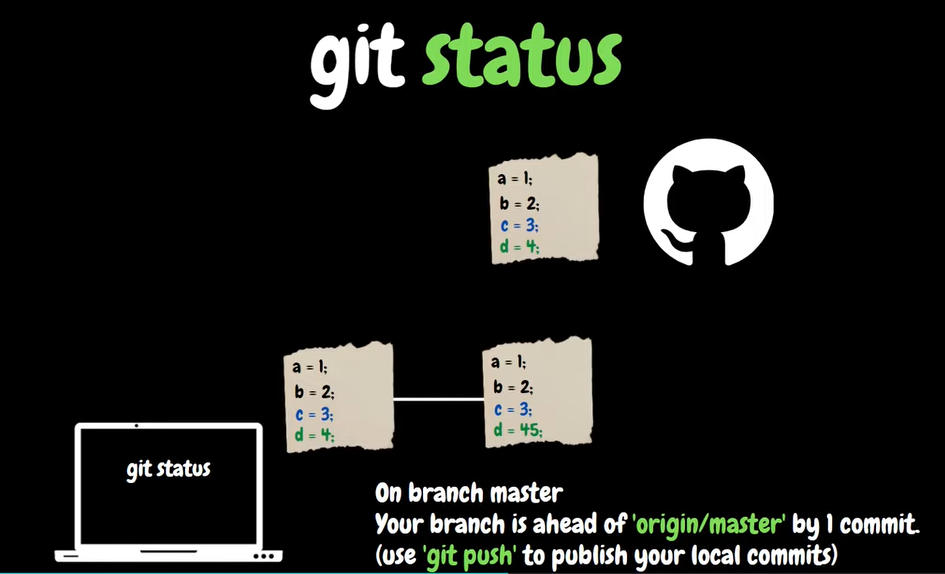 git status
a = 1;
b = 2;
c = 3;
d = 4;
a = 1;
b = 2;
c = 3;
d = 4;
a = 1;
b = 2;
c = 3;
d = 45;
git status
On branch master
Your branch is ahead of 'origin/master' by 1 commit.
(use 'git push' to publish your local commits)